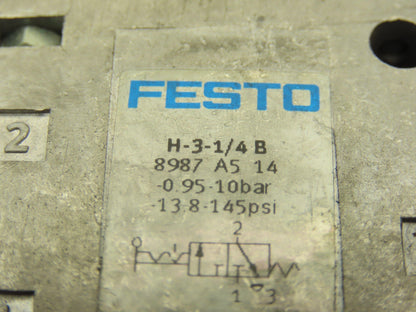 FESTO
H-3-1/4 B
8987 A5 14
-0.95-10bar
-13.8-145psi
2
2
1 3